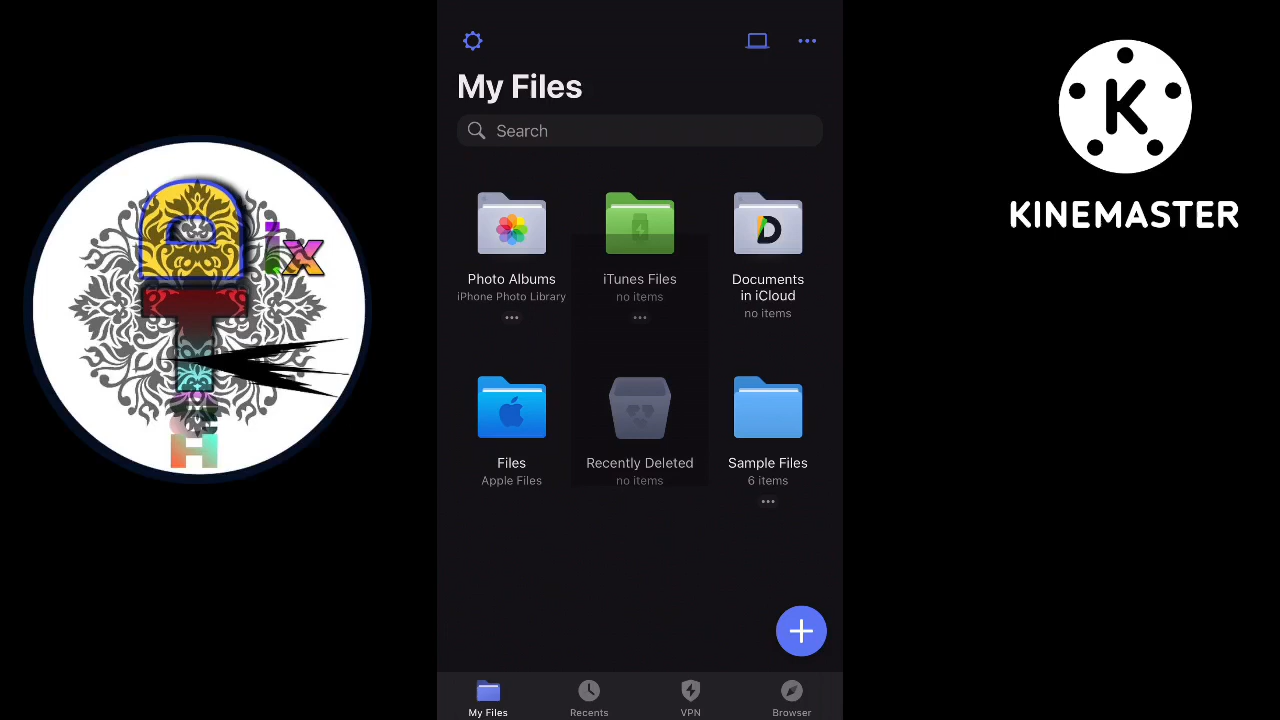 My Files
Search
Photo Albums
iPhone Photo Library
iTunes Files
no items
Documents
in iCloud
no items
Files
Apple Files
Recently Deleted
no items
Sample Files
6 items
My Files
Recents
VPN
Browser
K
KINEMASTER